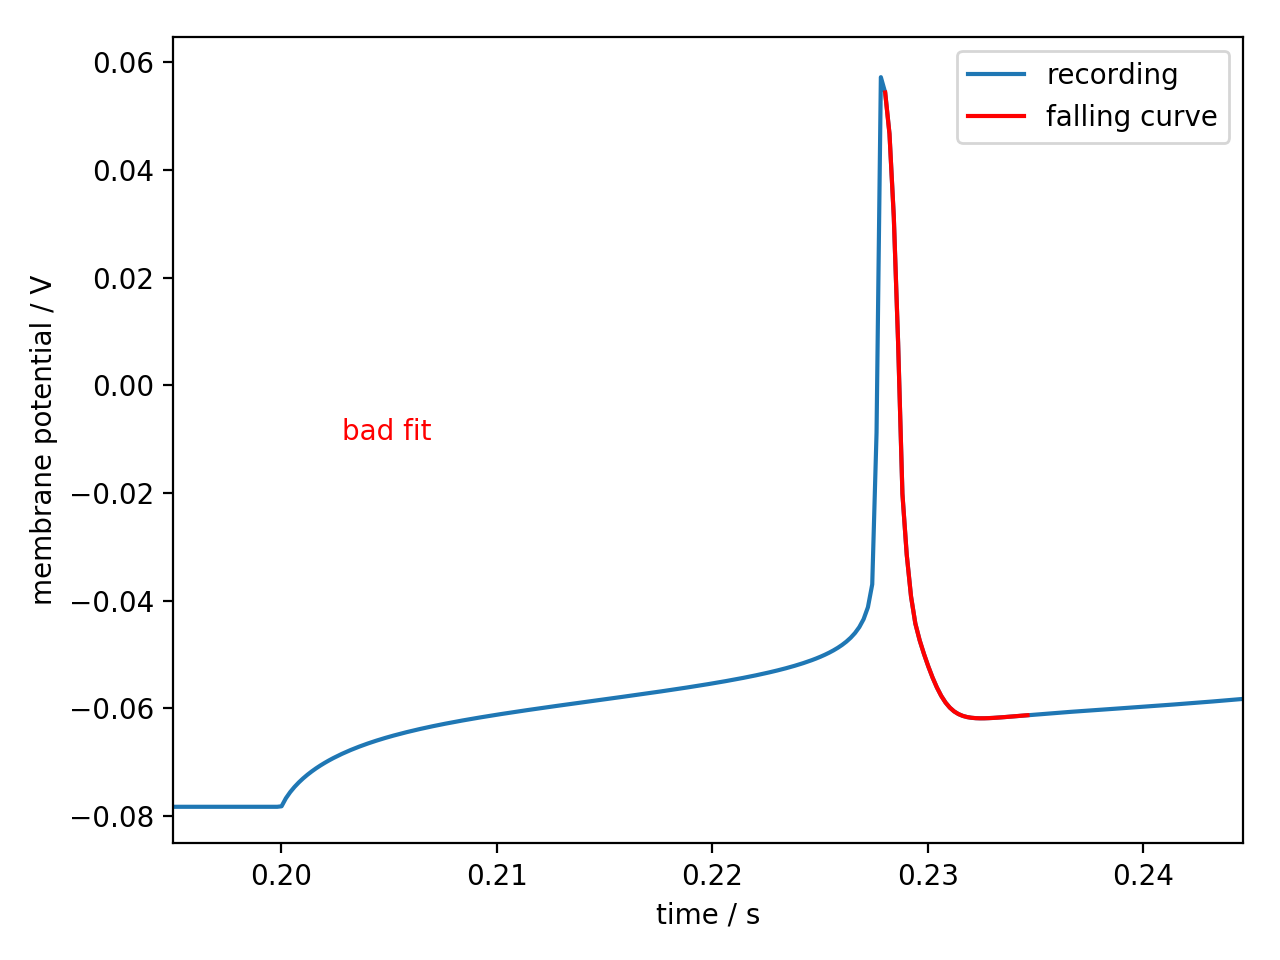 recording
falling curve
0.06
0.04
0.02
0.00
−0.02
−0.04
−0.06
−0.08
membrane potential / V
bad fit
0.20
0.21
0.22
0.23
0.24
time / s